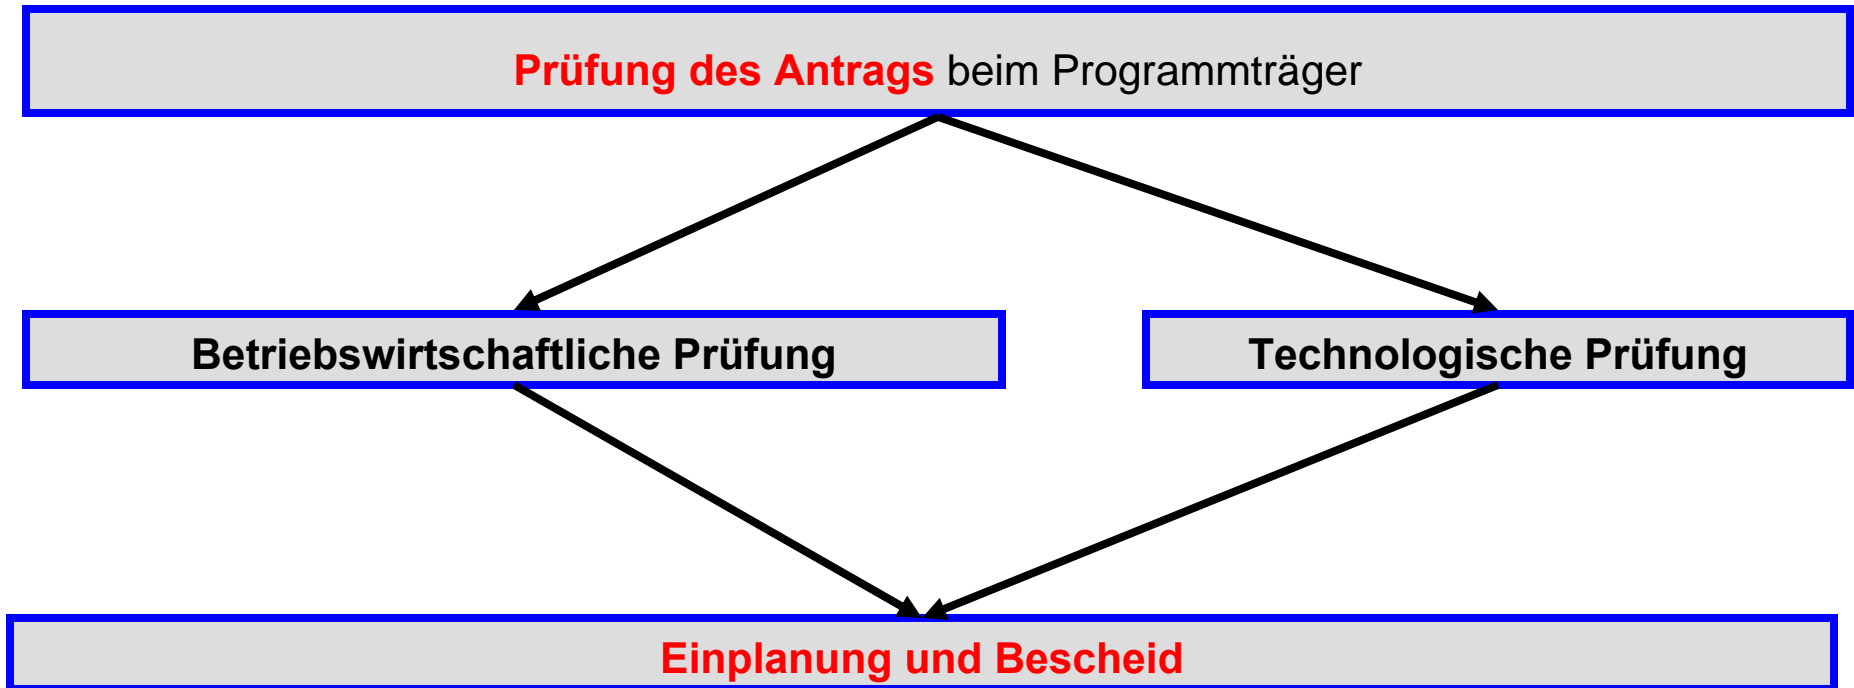 Prüfung des Antrags beim Programmträger
Betriebswirtschaftliche Prüfung
Technologische Prüfung
Einplanung und Bescheid